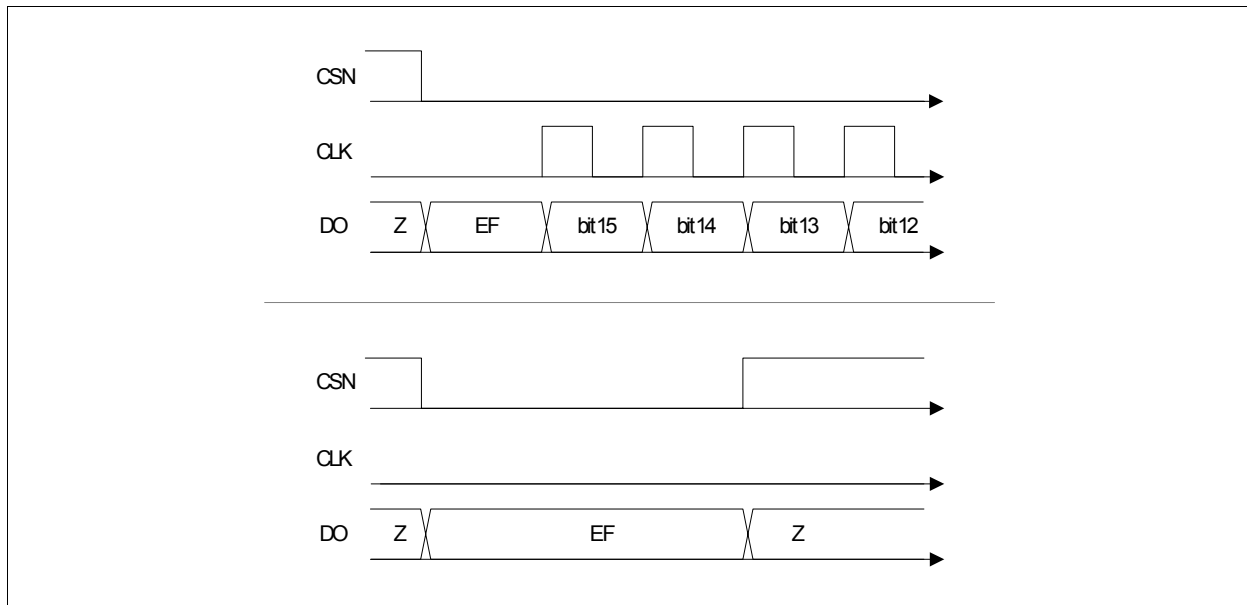 CSN
CLK
DO Z EF bit15 bit14 bit13 bit12
CSN
CLK
DO Z EF Z